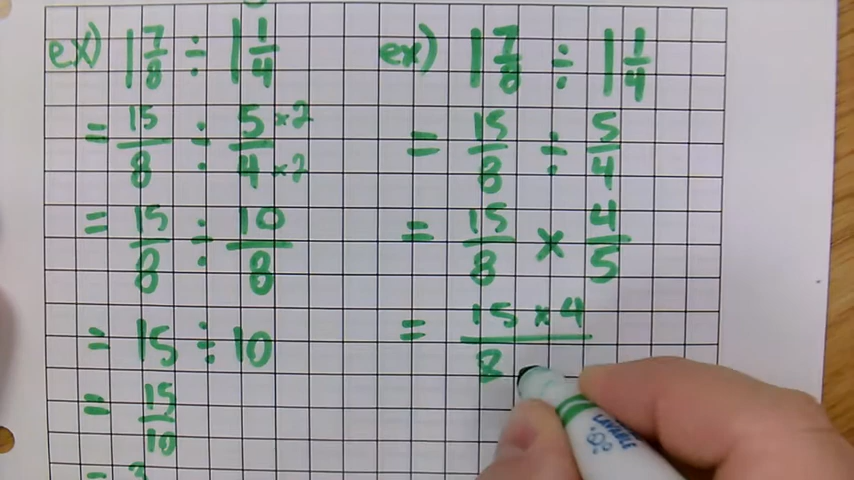 ex) 1 7/8 ÷ 1 1/4
= 15/8 ÷ 5/4 ×2 ×2
= 15/8 ÷ 10/8
= 15 ÷ 10
= 15/10
= 3
ex) 1 7/8 ÷ 1 1/4
= 15/8 ÷ 5/4
= 15/8 × 4/5
= 15 × 4 / 8
WASHABLE